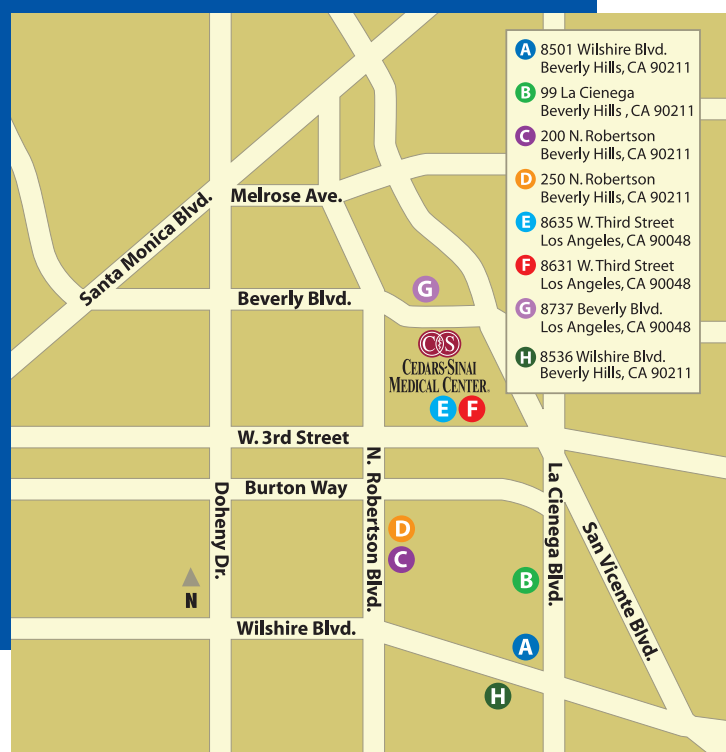 A 8501 Wilshire Blvd.
Beverly Hills, CA 90211
B 99 La Cienega
Beverly Hills , CA 90211
C 200 N. Robertson
Beverly Hills, CA 90211
D 250 N. Robertson
Beverly Hills, CA 90211
E 8635 W. Third Street
Los Angeles, CA 90048
F 8631 W. Third Street
Los Angeles, CA 90048
G 8737 Beverly Blvd.
Los Angeles, CA 90048
H 8536 Wilshire Blvd.
Beverly Hills, CA 90211
Santa Monica Blvd.
Melrose Ave.
Beverly Blvd.
G
CS
CEDARS-SINAI
MEDICAL CENTER
E F
W. 3rd Street
Burton Way
Doheny Dr.
N. Robertson Blvd.
La Cienega Blvd.
San Vicente Blvd.
D
C
B
N
Wilshire Blvd.
A
H